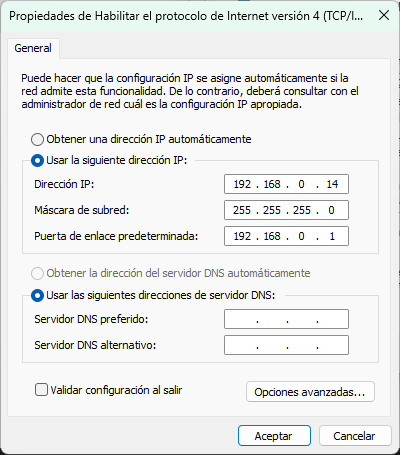 Propiedades de Habilitar el protocolo de Internet versión 4 (TCP/I...
General
Puede hacer que la configuración IP se asigne automáticamente si la
red admite esta funcionalidad. De lo contrario, deberá consultar con el
administrador de red cuál es la configuración IP apropiada.
Obtener una dirección IP automáticamente
Usar la siguiente dirección IP:
Dirección IP: 192 . 168 . 0 . 14
Máscara de subred: 255 . 255 . 255 . 0
Puerta de enlace predeterminada: 192 . 168 . 0 . 1
Obtener la dirección del servidor DNS automáticamente
Usar las siguientes direcciones de servidor DNS:
Servidor DNS preferido: . . .
Servidor DNS alternativo: . . .
Validar configuración al salir
Opciones avanzadas...
Aceptar
Cancelar